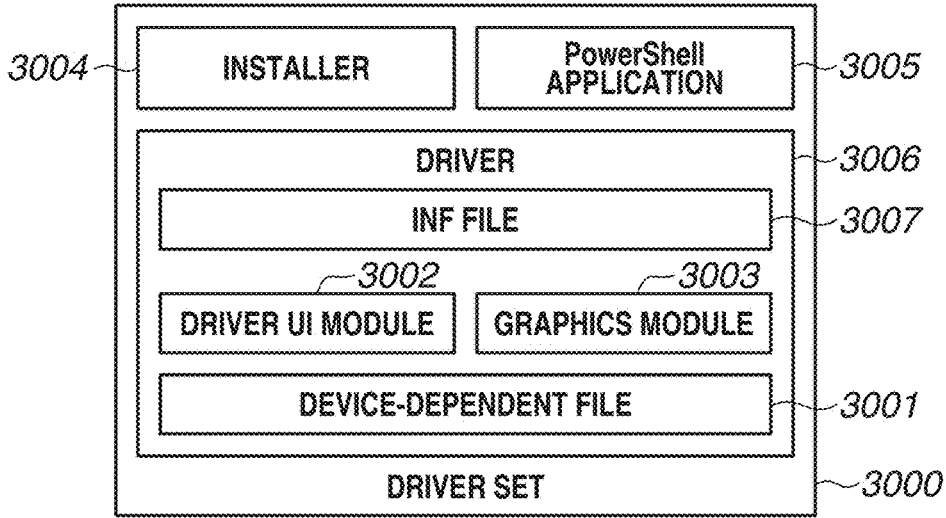 3004
INSTALLER
PowerShell
APPLICATION
3005
DRIVER
3006
INF FILE
3007
3002
3003
DRIVER UI MODULE
GRAPHICS MODULE
DEVICE-DEPENDENT FILE
3001
DRIVER SET
3000